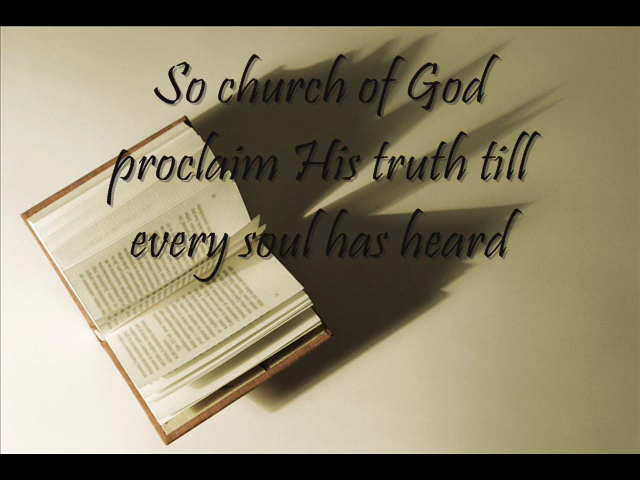 So church of God
proclaim His truth till
every soul has heard